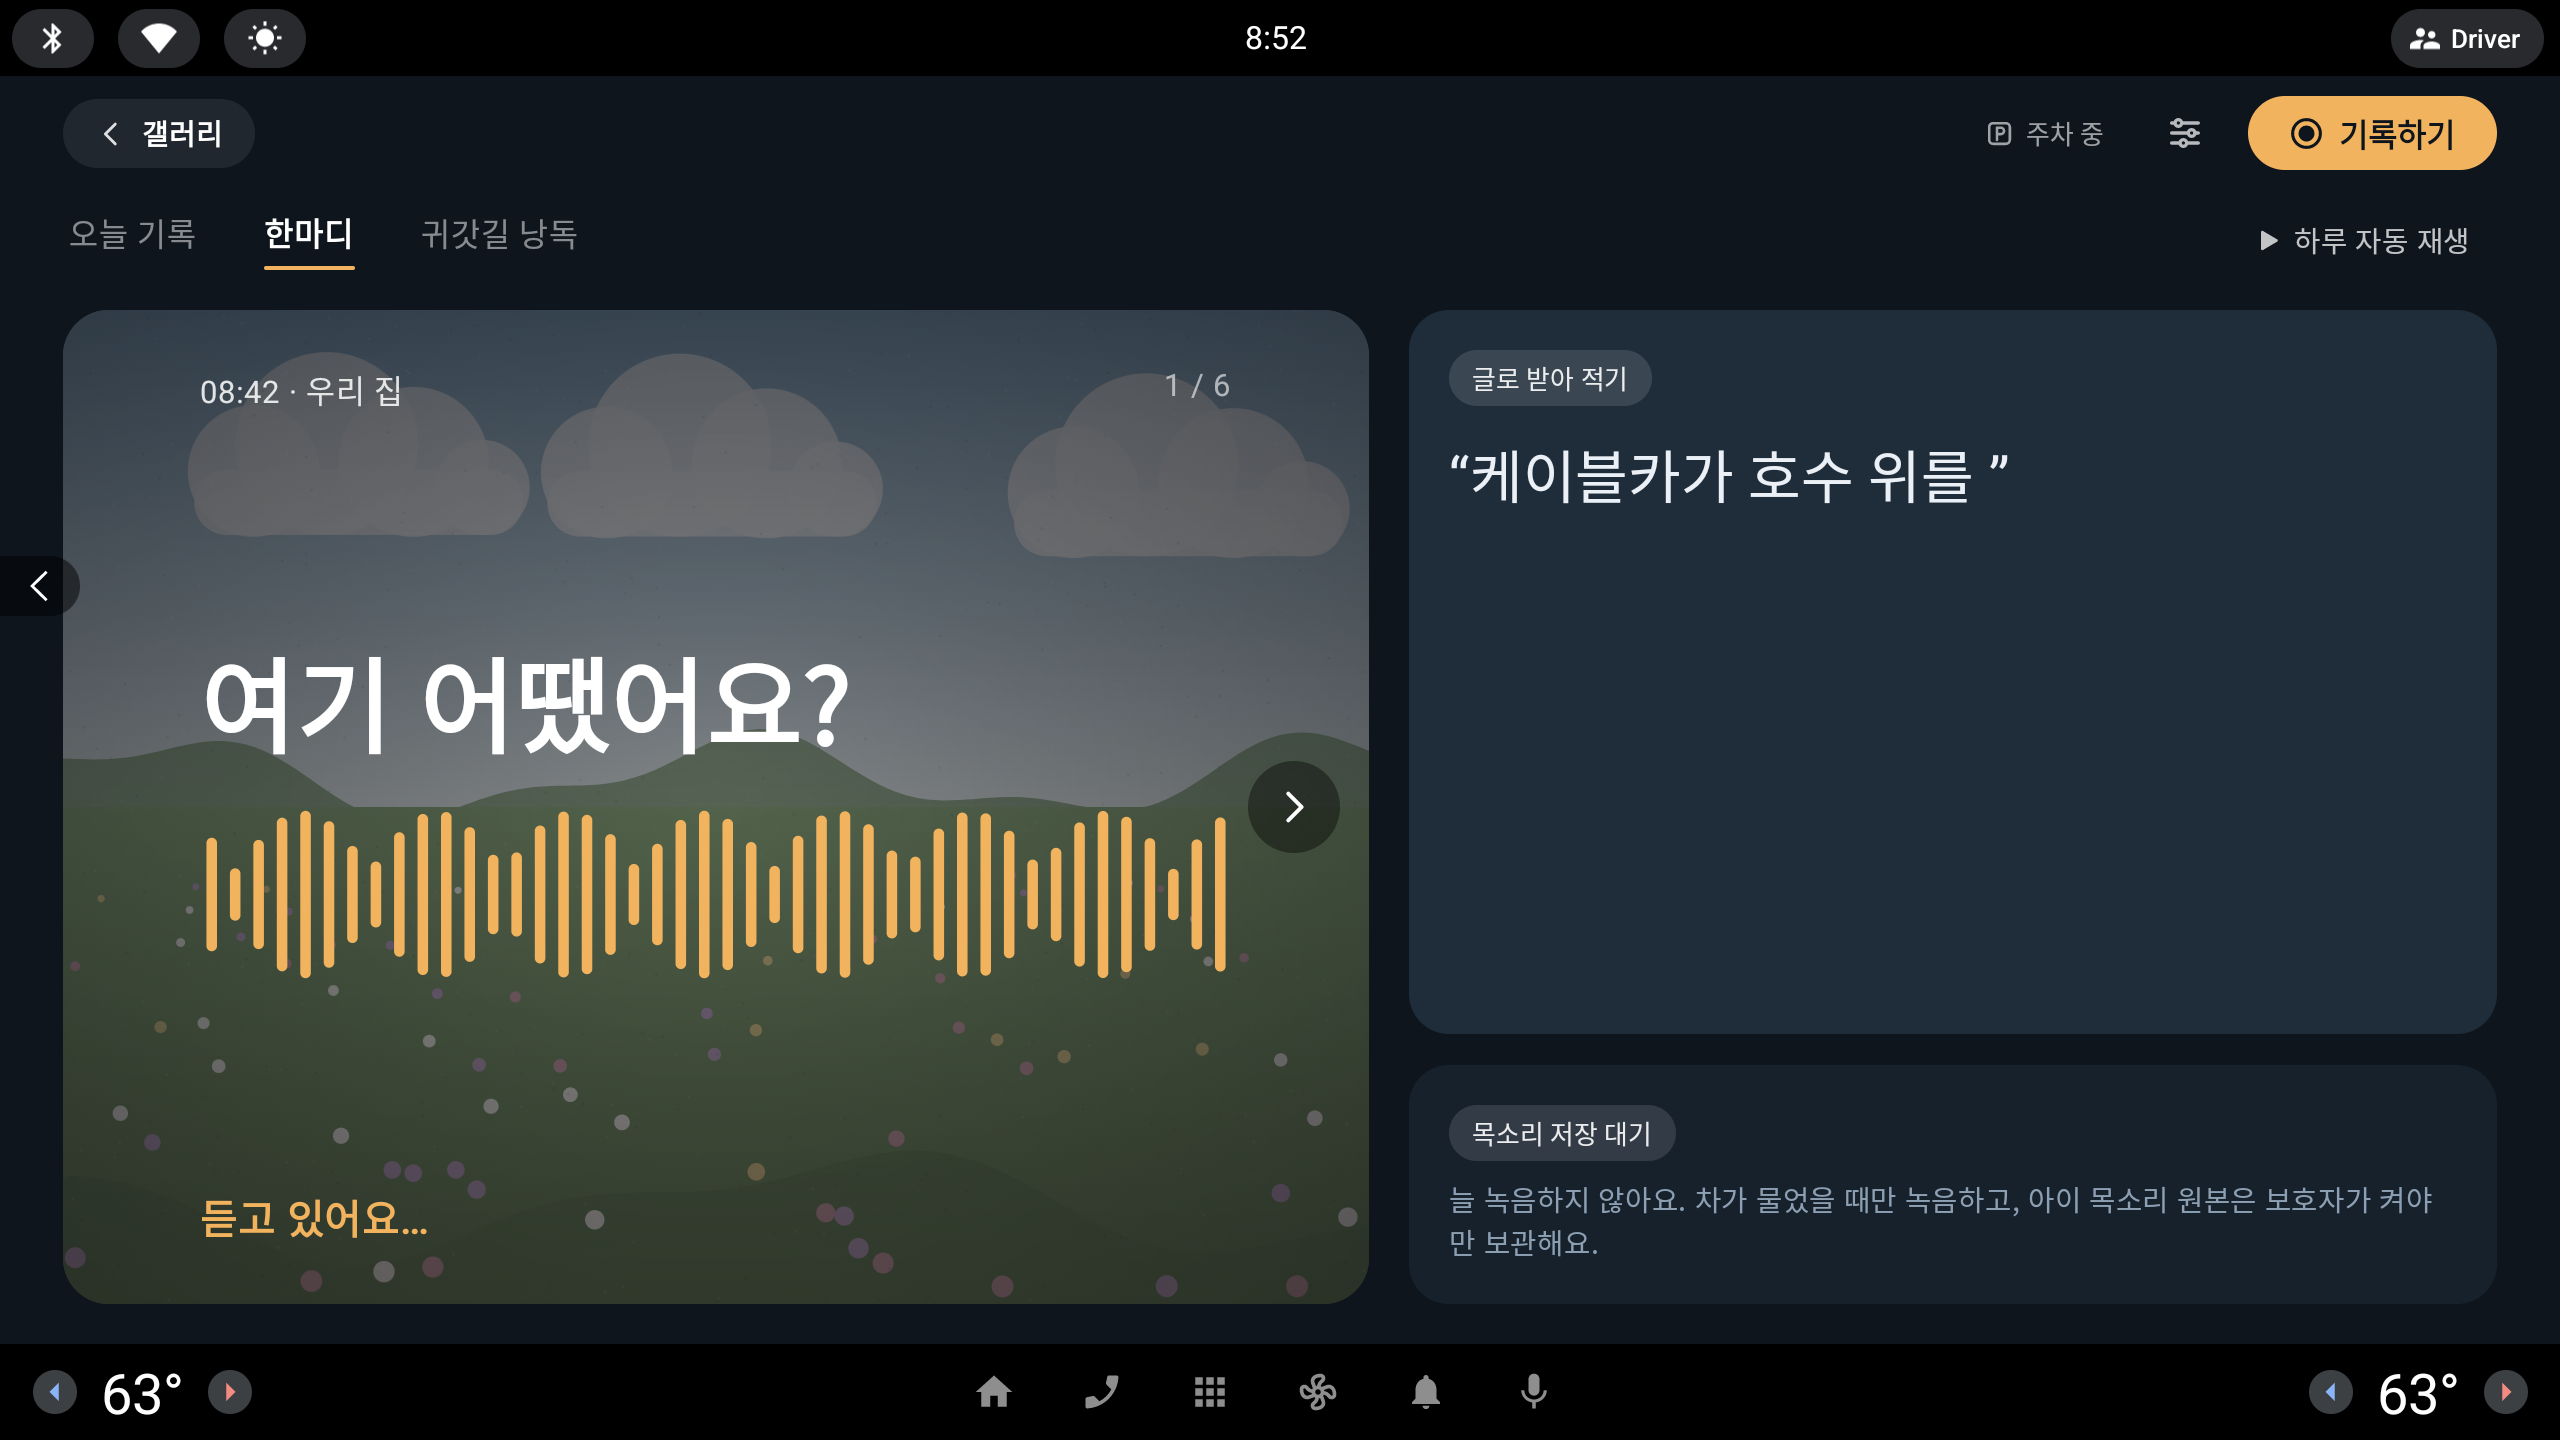 8:52
Driver
갤러리
주차 중
기록하기
오늘 기록
한마디
귀갓길 낭독
하루 자동 재생
08:42 · 우리 집
1 / 6
여기 어땠어요?
듣고 있어요...
글로 받아 적기
“케이블카가 호수 위를 ”
목소리 저장 대기
늘 녹음하지 않아요. 차가 물었을 때만 녹음하고, 아이 목소리 원본은 보호자가 켜야
만 보관해요.
63°
63°